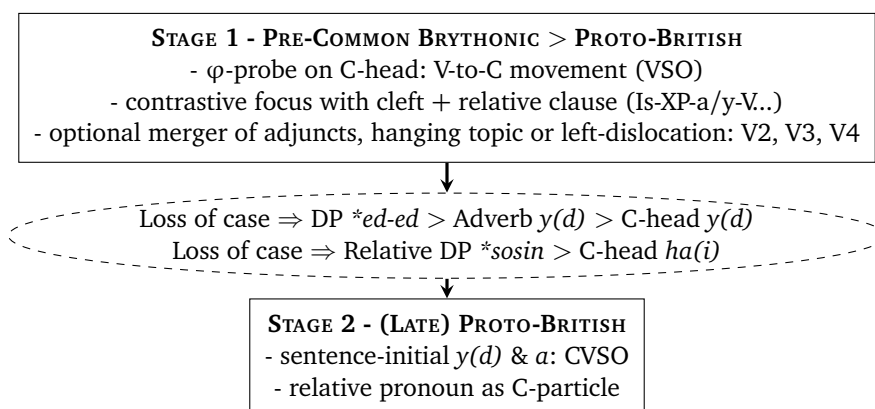 STAGE 1 - PRE-COMMON BRYTHONIC > PROTO-BRITISH
- φ-probe on C-head: V-to-C movement (VSO)
- contrastive focus with cleft + relative clause (Is-XP-a/y-V...)
- optional merger of adjuncts, hanging topic or left-dislocation: V2, V3, V4
Loss of case ⇒ DP *ed-ed > Adverb y(d) > C-head y(d)
Loss of case ⇒ Relative DP *sosin > C-head ha(i)
STAGE 2 - (LATE) PROTO-BRITISH
- sentence-initial y(d) & a: CVSO
- relative pronoun as C-particle